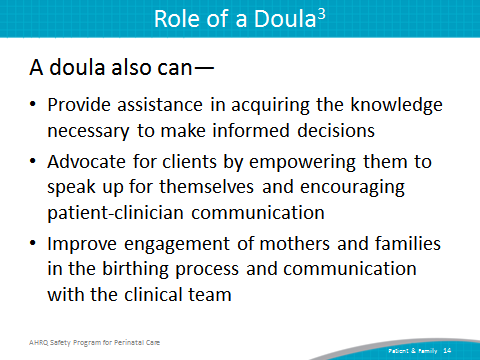 Role of a Doula³
A doula also can—
• Provide assistance in acquiring the knowledge
necessary to make informed decisions
• Advocate for clients by empowering them to
speak up for themselves and encouraging
patient-clinician communication
• Improve engagement of mothers and families
in the birthing process and communication
with the clinical team
AHRQ Safety Program for Perinatal Care
Patient & Family 14